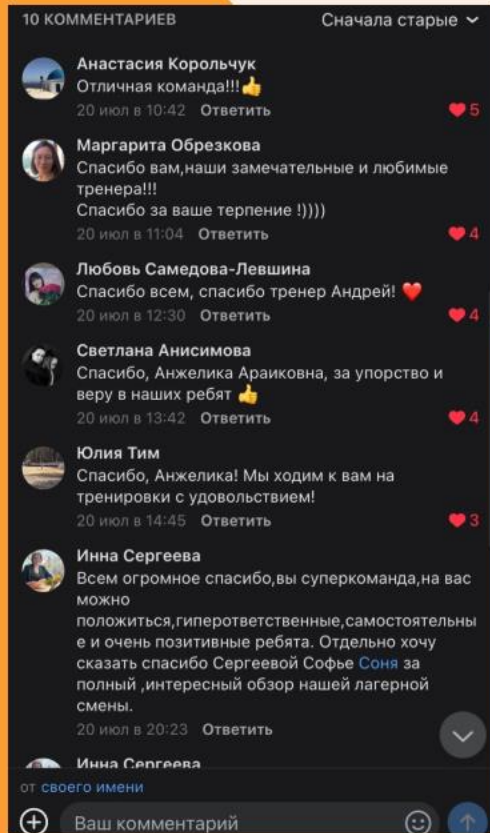 10 КОММЕНТАРИЕВ
Сначала старые
Анастасия Корольчук
Отличная команда!!!👍
20 июл в 10:42 Ответить
5
Маргарита Обрезкова
Спасибо вам,наши замечательные и любимые
тренера!!!
Спасибо за ваше терпение !))))
20 июл в 11:04 Ответить
4
Любовь Самедова-Левшина
Спасибо всем, спасибо тренер Андрей! ❤️
20 июл в 12:30 Ответить
4
Светлана Анисимова
Спасибо, Анжелика Араиковна, за упорство и
веру в наших ребят 👍
20 июл в 13:42 Ответить
4
Юлия Тим
Спасибо, Анжелика! Мы ходим к вам на
тренировки с удовольствием!
20 июл в 14:45 Ответить
3
Инна Сергеева
Всем огромное спасибо,вы суперкоманда,на вас
можно
положиться,гиперответственные,самостоятельны
е и очень позитивные ребята. Отдельно хочу
сказать спасибо Сергеевой Софье Соня за
полный ,интересный обзор нашей лагерной
смены.
20 июл в 20:23 Ответить
Инна Сергеева
от своего имени
Ваш комментарий